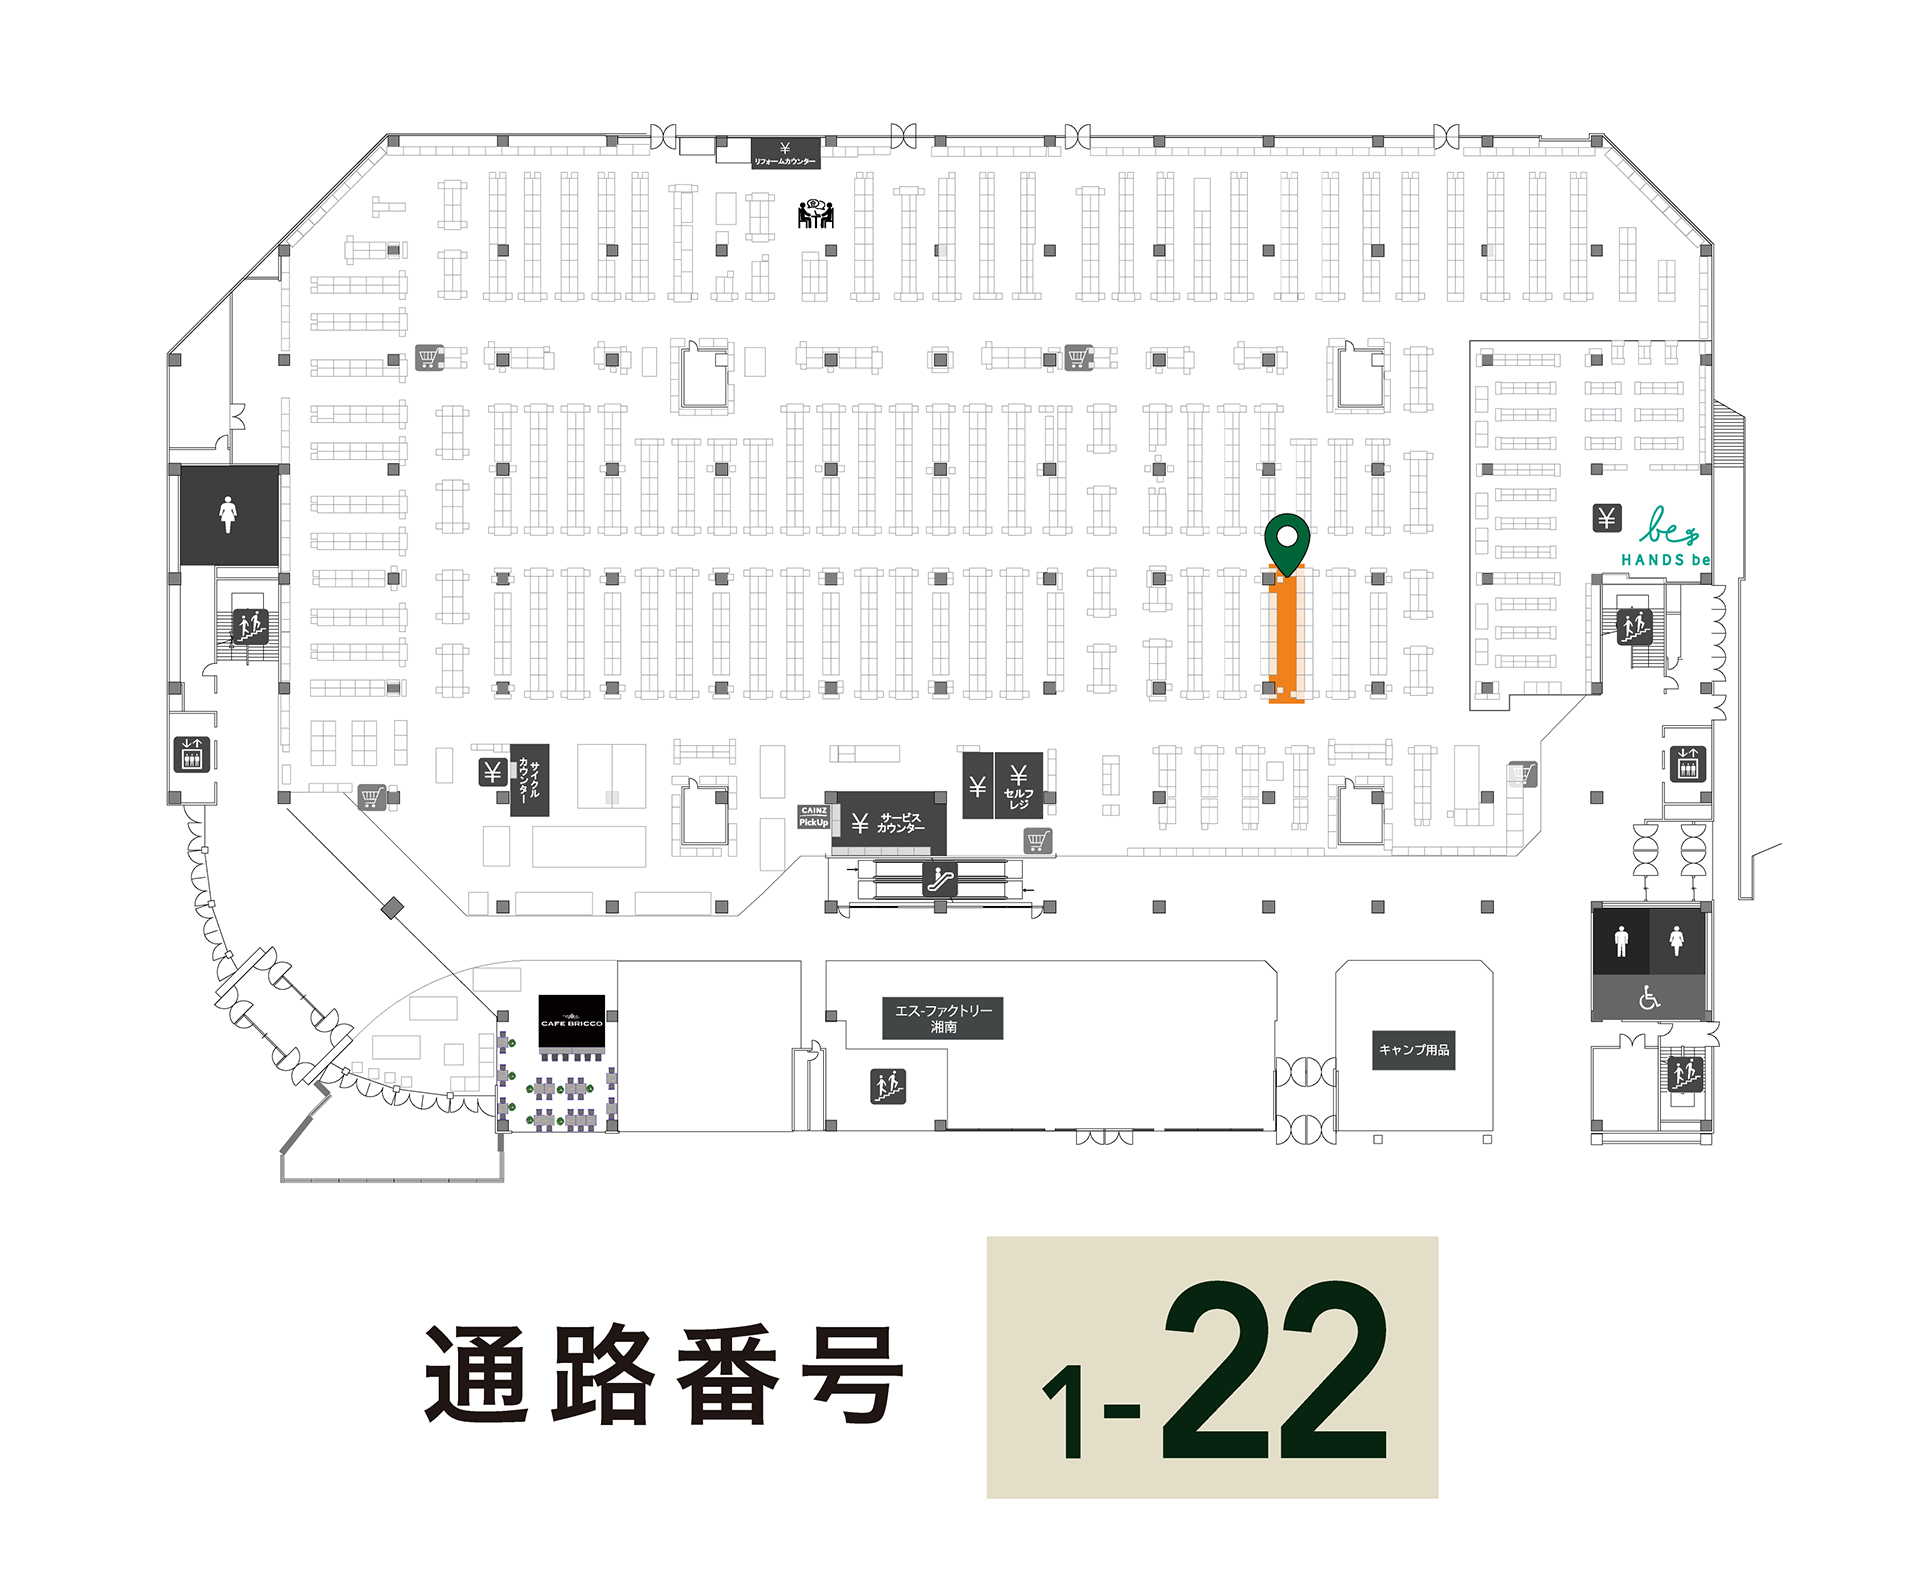 ¥
リフォームカウンター
¥
be
HANDS be
¥
サイクル
カウンター
¥
¥
セルフ
レジ
CAINZ
PickUp
¥
サービス
カウンター
CAFE BRICCO
エス-ファクトリー
湘南
キャンプ用品
通路番号
1-22